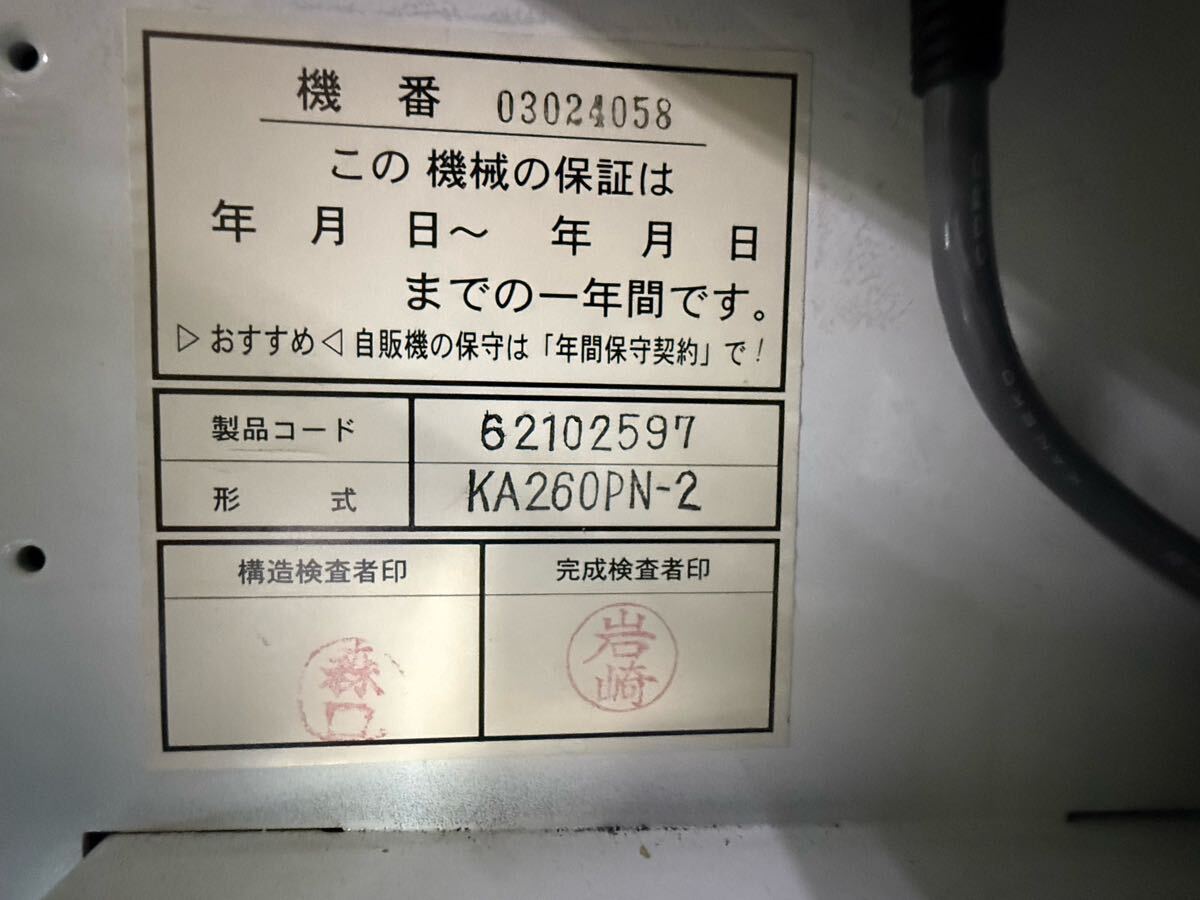 機 番 03024058
この 機械の保証は
年 月 日〜 年 月 日
までの一年間です。
▷おすすめ◁自販機の保守は「年間保守契約」で!
製品コード 62102597
形 式 KA260PN-2
構造検査者印 完成検査者印
森口 岩崎